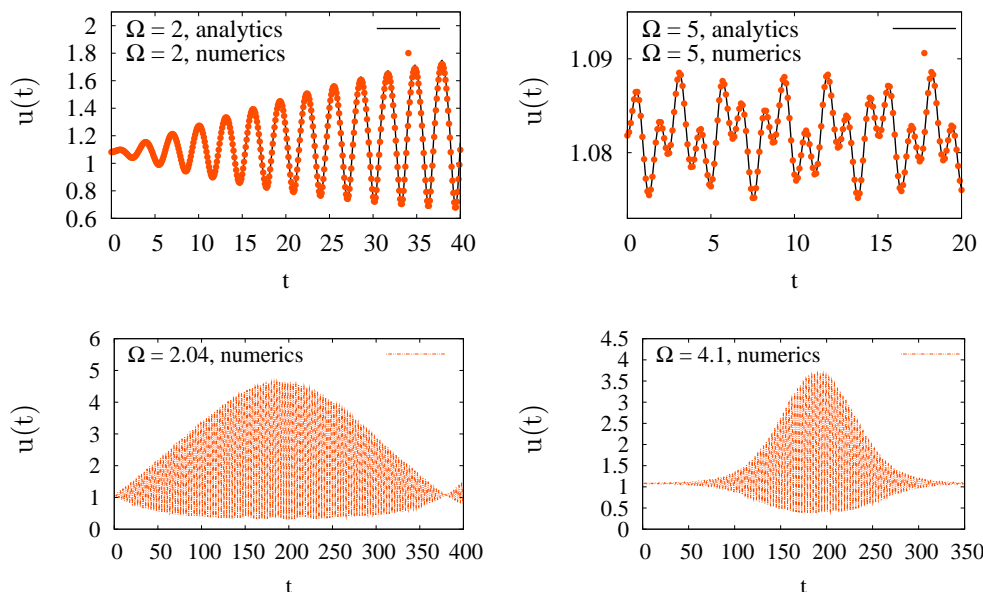 Ω = 2, analytics
Ω = 2, numerics
u(t)
2
1.8
1.6
1.4
1.2
1
0.8
0.6
0 5 10 15 20 25 30 35 40
t
Ω = 5, analytics
Ω = 5, numerics
u(t)
1.09
1.08
0 5 10 15 20
t
Ω = 2.04, numerics
u(t)
6
5
4
3
2
1
0
0 50 100 150 200 250 300 350 400
t
Ω = 4.1, numerics
u(t)
4.5
4
3.5
3
2.5
2
1.5
1
0.5
0
0 50 100 150 200 250 300 350
t